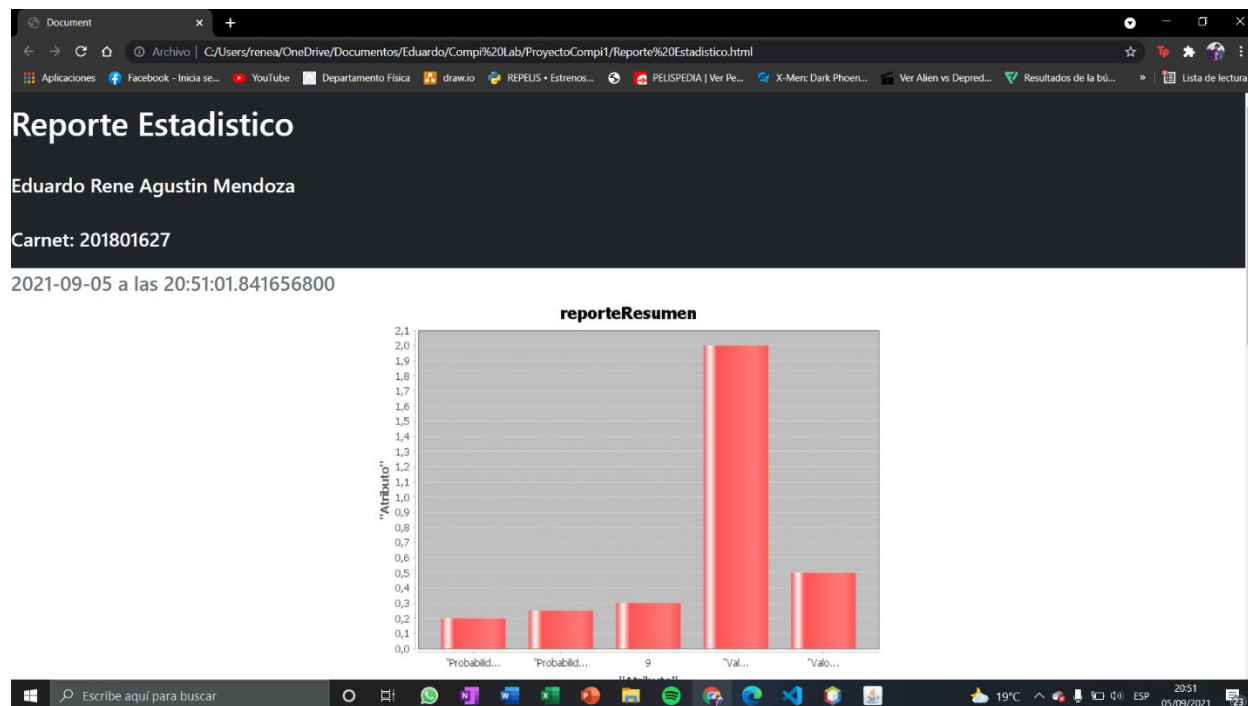 Document
Archivo | C:/Users/renea/OneDrive/Documentos/Eduardo/Compi%20Lab/ProyectoCompi1/Reporte%20Estadistico.html
Aplicaciones Facebook - Inicia se... YouTube Departamento Física draw.io REPELIS • Estrenos... PELISPEDIA | Ver Pe... X-Men: Dark Phoen... Ver Alien vs Depred... Resultados de la bú... » Lista de lectura
Reporte Estadistico
Eduardo Rene Agustin Mendoza
Carnet: 201801627
2021-09-05 a las 20:51:01.841656800
reporteResumen
"Atributo"
2,1
2,0
1,9
1,8
1,7
1,6
1,5
1,4
1,3
1,2
1,1
1,0
0,9
0,8
0,7
0,6
0,5
0,4
0,3
0,2
0,1
0,0
"Probabilid... "Probabilid... 9 "Val... "Valo...
"Atributo"
Escribe aquí para buscar
19°C ESP 20:51
05/09/2021 23